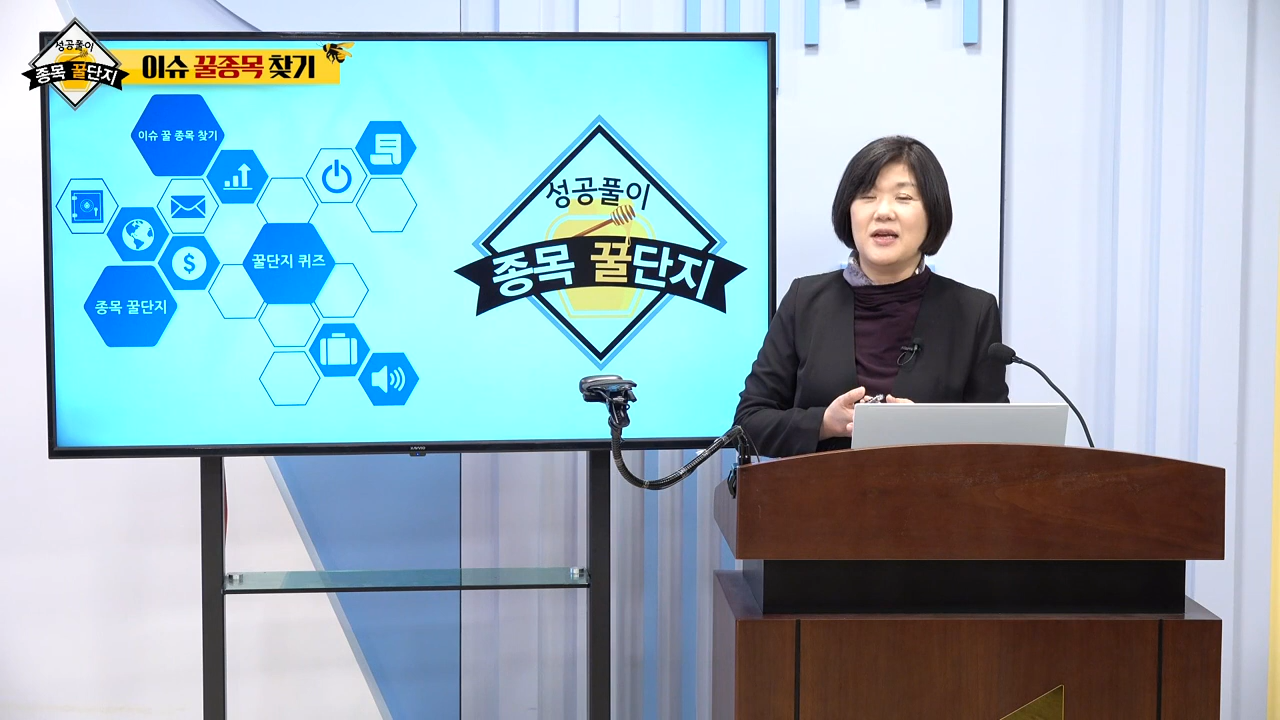 성공풀이
종목 꿀단지
이슈 꿀종목 찾기
이슈 꿀 종목 찾기
꿀단지 퀴즈
종목 꿀단지
성공풀이
종목 꿀단지